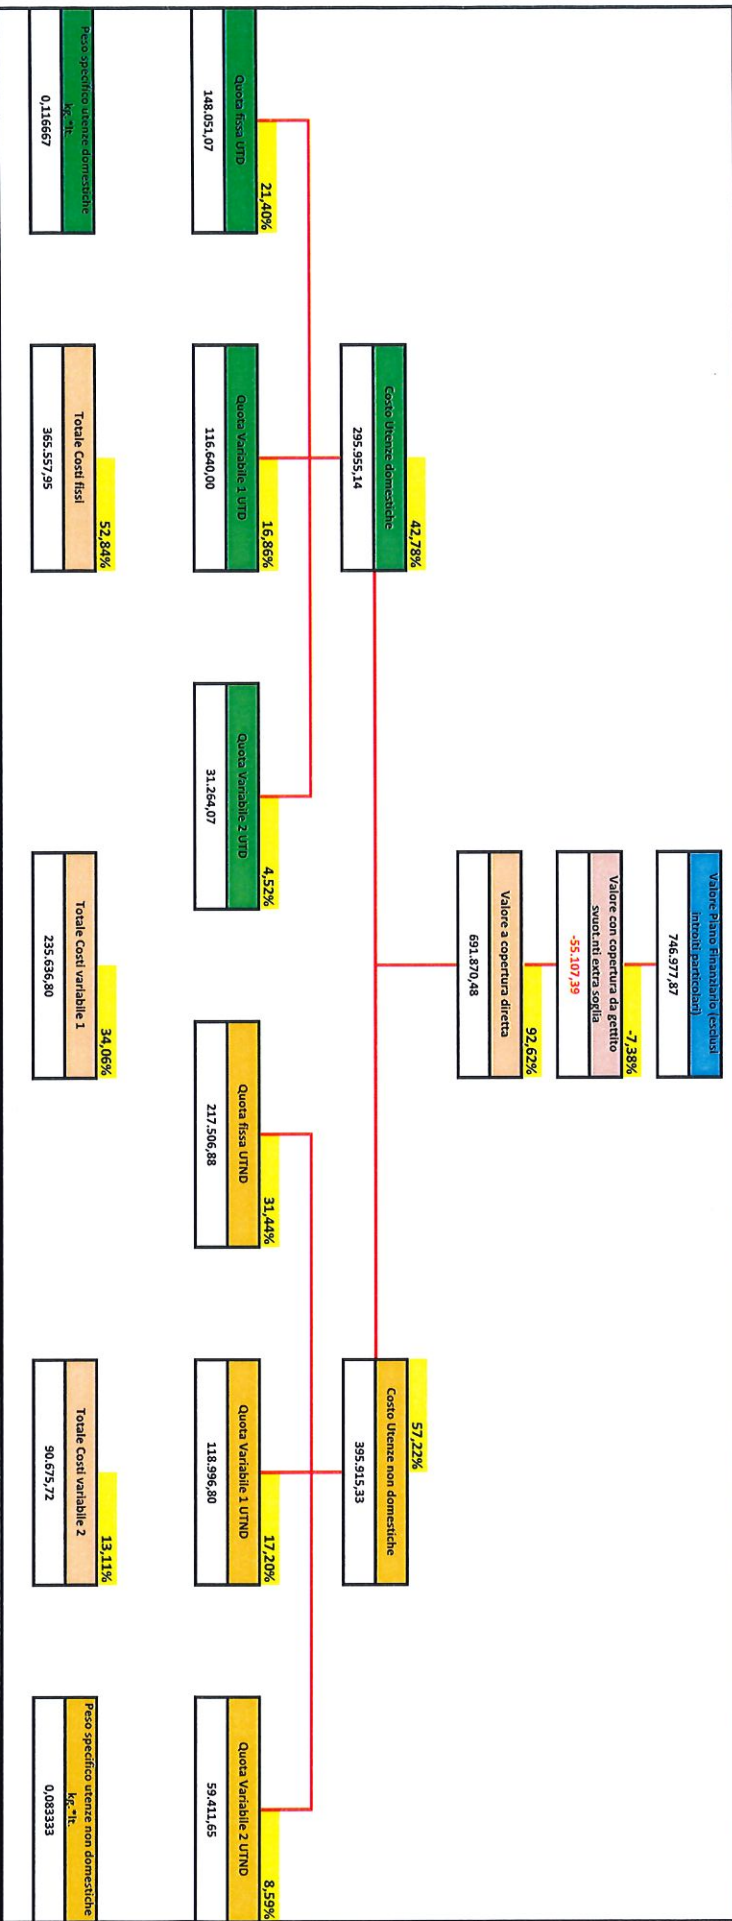 Valore Piano Finanziario (esclusi
introiti particolari)
746.977,87
-7,38%
Valore con copertura da gettito
svuot.nti extra soglia
-55.107,39
92,62%
Valore a copertura diretta
691.870,48
42,78%
Costo Utenze domestiche
295.955,14
57,22%
Costo Utenze non domestiche
395.915,33
21,40%
Quota fissa UTD
148.051,07
16,86%
Quota Variabile 1 UTD
116.640,00
4,52%
Quota Variabile 2 UTD
31.264,07
31,44%
Quota fissa UTND
217.506,88
17,20%
Quota Variabile 1 UTND
118.996,80
8,59%
Quota Variabile 2 UTND
59.411,65
Peso specifico utenze domestiche
kg.*lt.
0,116667
52,84%
Totale Costi fissi
365.557,95
34,06%
Totale Costi variabile 1
235.636,80
13,11%
Totale Costi variabile 2
90.675,72
Peso specifico utenze non domestiche
kg.*lt.
0,083333